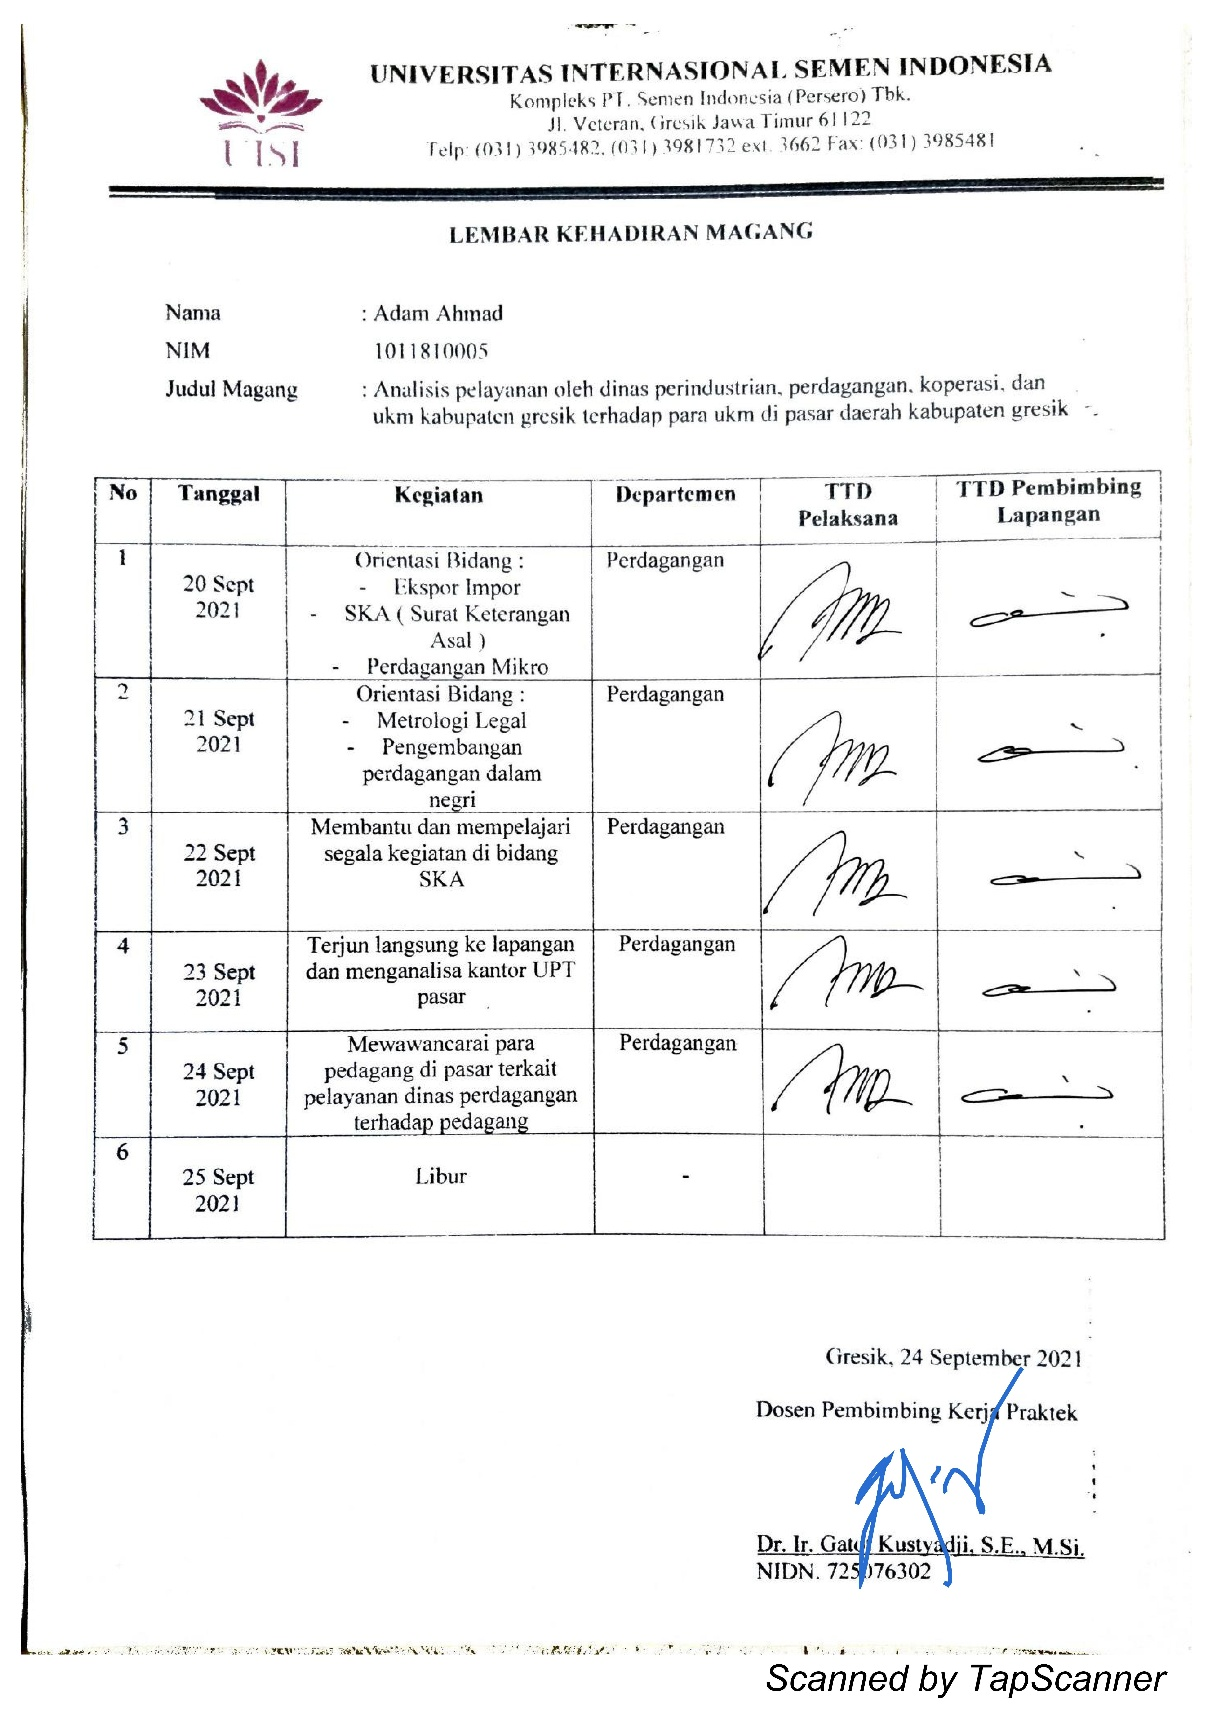 UNIVERSITAS INTERNASIONAL SEMEN INDONESIA
Kompleks PT. Semen Indonesia (Persero) Tbk.
Jl. Veteran, Gresik Jawa Timur 61122
Telp: (031) 3985482, (031) 3981732 ext. 3662 Fax: (031) 3985481
UISI
LEMBAR KEHADIRAN MAGANG
Nama : Adam Ahmad
NIM 1011810005
Judul Magang : Analisis pelayanan oleh dinas perindustrian, perdagangan, koperasi, dan
ukm kabupaten gresik terhadap para ukm di pasar daerah kabupaten gresik
No Tanggal Kegiatan Departemen TTD Pelaksana TTD Pembimbing Lapangan
1 20 Sept 2021 Orientasi Bidang : Perdagangan
- Ekspor Impor
- SKA ( Surat Keterangan
Asal )
- Perdagangan Mikro
2 21 Sept 2021 Orientasi Bidang : Perdagangan
- Metrologi Legal
- Pengembangan
perdagangan dalam
negri
3 22 Sept 2021 Membantu dan mempelajari Perdagangan
segala kegiatan di bidang
SKA
4 23 Sept 2021 Terjun langsung ke lapangan Perdagangan
dan menganalisa kantor UPT
pasar
5 24 Sept 2021 Mewawancarai para Perdagangan
pedagang di pasar terkait
pelayanan dinas perdagangan
terhadap pedagang
6 25 Sept 2021 Libur -
Gresik, 24 September 2021
Dosen Pembimbing Kerja Praktek
Dr. Ir. Gatot Kustyadji, S.E., M.Si.
NIDN. 725076302
Scanned by TapScanner